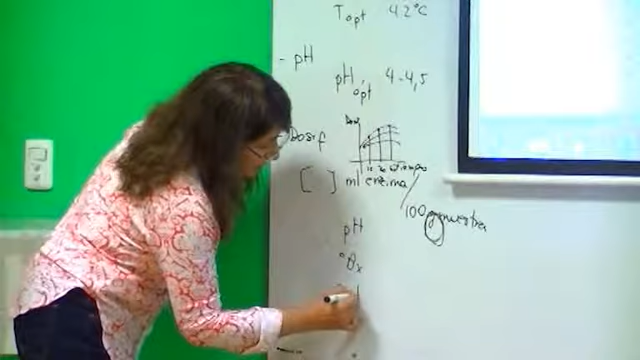 Topt 42°C
- pH
pHopt 4-4,5
- Dosif
[ ] ml enzima/
100 g muestra
pH
°Bx